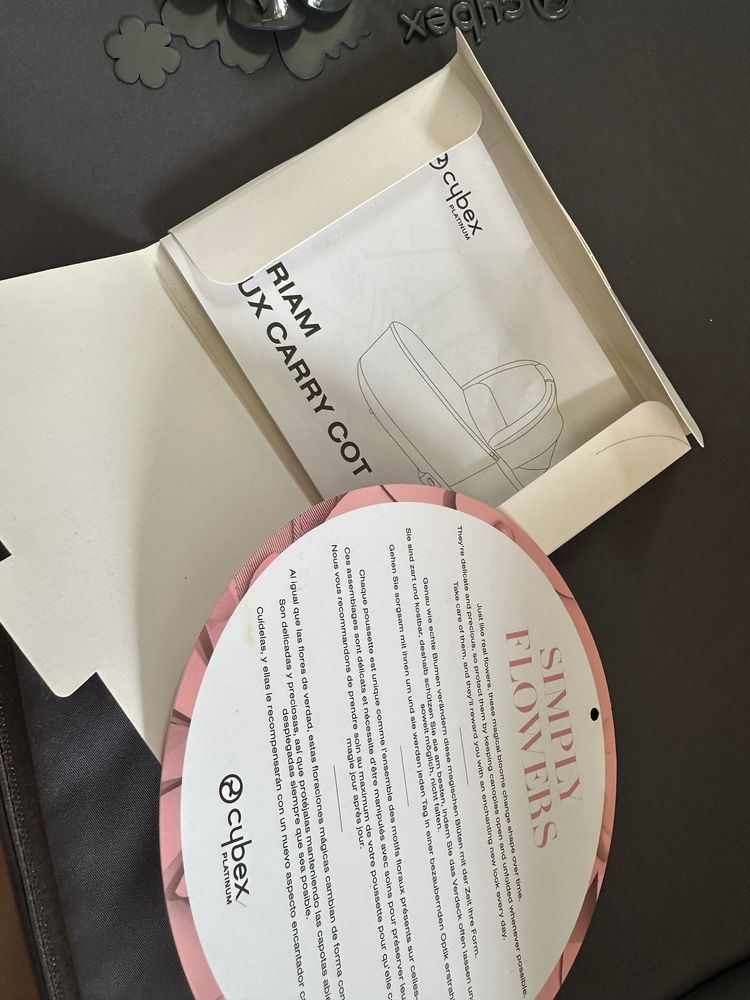 cybex
cybex
PLATINUM
RIAM
UX CARRY COT
SIMPLY
FLOWERS
Just like real flowers, these magical blooms change shape over time.
They're delicate and precious, so protect them by keeping canopies open and unfolded whenever possible.
Take care of them, and they'll reward you with an enchanting new look every day.
Genau wie echte Blumen verändern diese magischen Blüten mit der Zeit ihre Form.
Sie sind zart und kostbar, deshalb schützen Sie sie am besten, indem Sie das Verdeck offen lassen un
soweit möglich, nicht falten.
Gehen Sie sorgsam mit ihnen um und sie werden jeden Tag in einer bezaubernden Optik erstrah
Chaque poussette est unique comme l'ensemble des motifs floraux présents sur celles-
Ces assemblages sont délicats et nécessite d'être manipulés avec soins pour préserver leu
Nous vous recommandons de prendre soin au maximum de votre poussette pour qu'elle c
magie jour après jour.
Al igual que las flores de verdad, estas floraciones mágicas cambian de forma con
Son delicadas y preciosas, así que protéjalas manteniendo las capotas abie
desplegadas siempre que sea posible.
Cuídelas, y ellas le recompensarán con un nuevo aspecto encantador c
cybex
PLATINUM